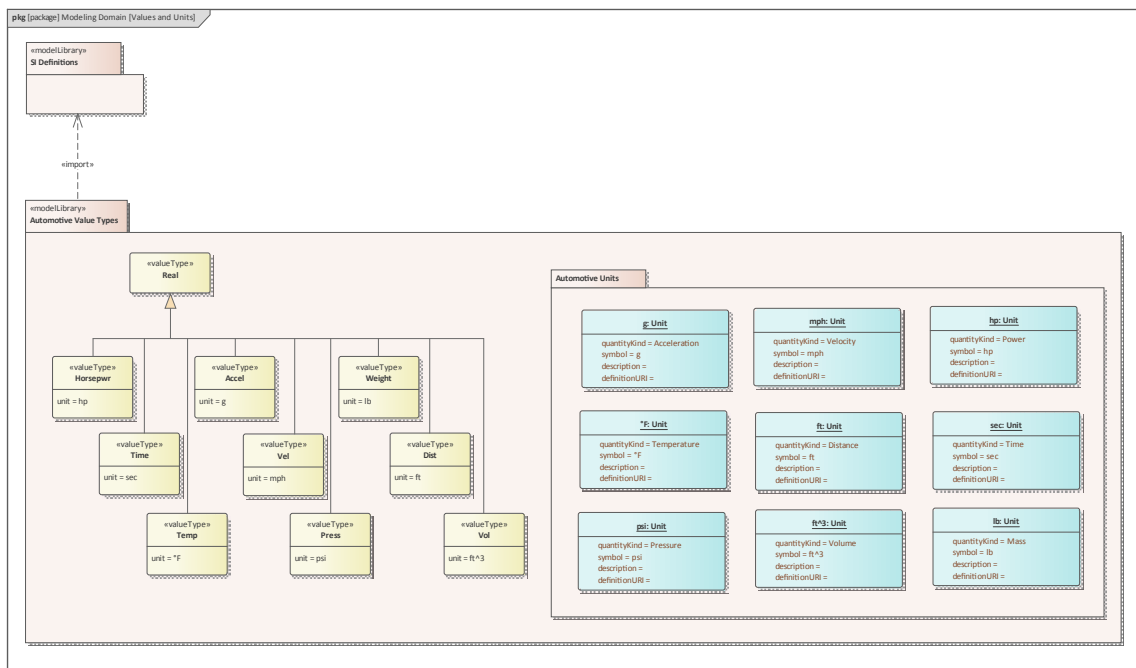 pkg [package] Modeling Domain [Values and Units]
«modelLibrary»
SI Definitions
«import»
«modelLibrary»
Automotive Value Types
«valueType»
Real
«valueType»
Horsepwr
unit = hp
«valueType»
Accel
unit = g
«valueType»
Weight
unit = lb
«valueType»
Time
unit = sec
«valueType»
Vel
unit = mph
«valueType»
Dist
unit = ft
«valueType»
Temp
unit = °F
«valueType»
Press
unit = psi
«valueType»
Vol
unit = ft^3
Automotive Units
g: Unit
quantityKind = Acceleration
symbol = g
description =
definitionURI =
mph: Unit
quantityKind = Velocity
symbol = mph
description =
definitionURI =
hp: Unit
quantityKind = Power
symbol = hp
description =
definitionURI =
°F: Unit
quantityKind = Temperature
symbol = °F
description =
definitionURI =
ft: Unit
quantityKind = Distance
symbol = ft
description =
definitionURI =
sec: Unit
quantityKind = Time
symbol = sec
description =
definitionURI =
psi: Unit
quantityKind = Pressure
symbol = psi
description =
definitionURI =
ft^3: Unit
quantityKind = Volume
symbol = ft^3
description =
definitionURI =
lb: Unit
quantityKind = Mass
symbol = lb
description =
definitionURI =